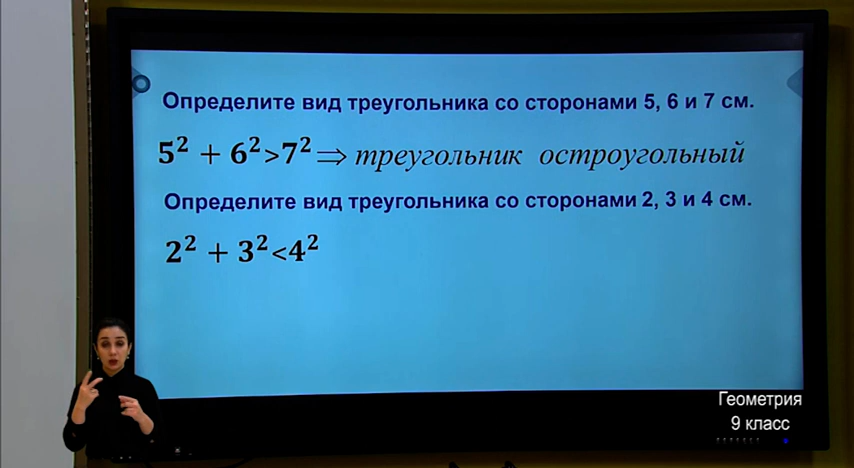 Определите вид треугольника со сторонами 5, 6 и 7 см.
5² + 6²>7²⇒ треугольник остроугольный
Определите вид треугольника со сторонами 2, 3 и 4 см.
2² + 3²<4²
Геометрия
9 класс